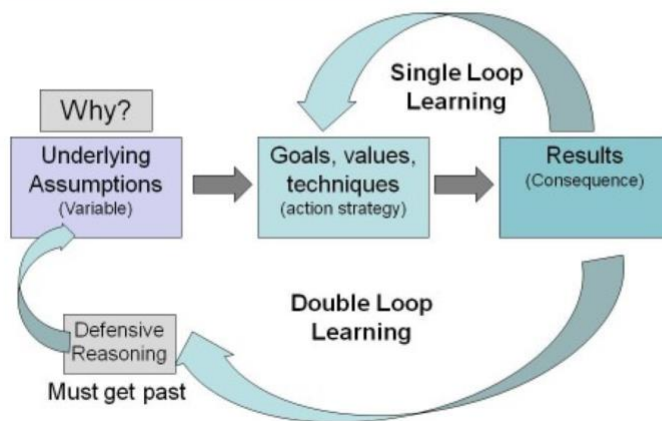 Single Loop
Learning
Why?
Underlying
Assumptions
(Variable)
Goals, values,
techniques
(action strategy)
Results
(Consequence)
Double Loop
Learning
Defensive
Reasoning
Must get past